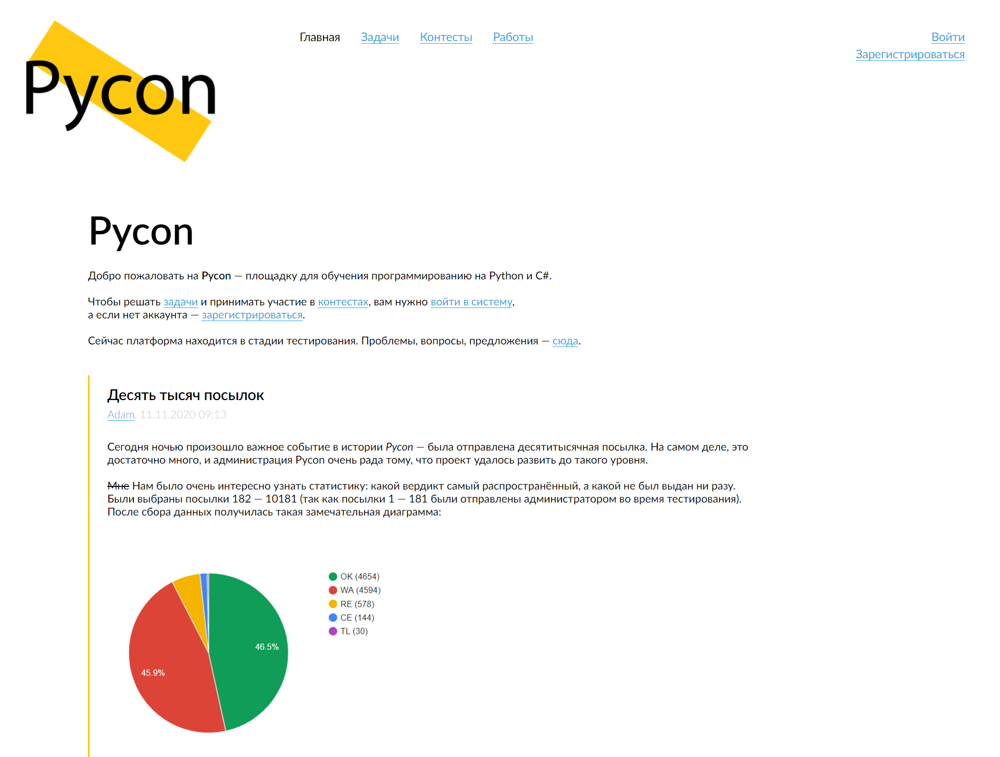 Pycon
Главная Задачи Контесты Работы
Войти
Зарегистрироваться
Pycon
Добро пожаловать на Pycon — площадку для обучения программированию на Python и C#.
Чтобы решать задачи и принимать участие в контестах, вам нужно войти в систему,
а если нет аккаунта — зарегистрироваться.
Сейчас платформа находится в стадии тестирования. Проблемы, вопросы, предложения — сюда.
Десять тысяч посылок
Adam, 11.11.2020 09:13
Сегодня ночью произошло важное событие в истории Pycon — была отправлена десятитысячная посылка. На самом деле, это
достаточно много, и администрация Pycon очень рада тому, что проект удалось развить до такого уровня.
Мне Нам было очень интересно узнать статистику: какой вердикт самый распространённый, а какой не был выдан ни разу.
Были выбраны посылки 182 — 10181 (так как посылки 1 — 181 были отправлены администратором во время тестирования).
После сбора данных получилась такая замечательная диаграмма:
OK (4654)
WA (4594)
RE (578)
CE (144)
TL (30)
46.5%
45.9%